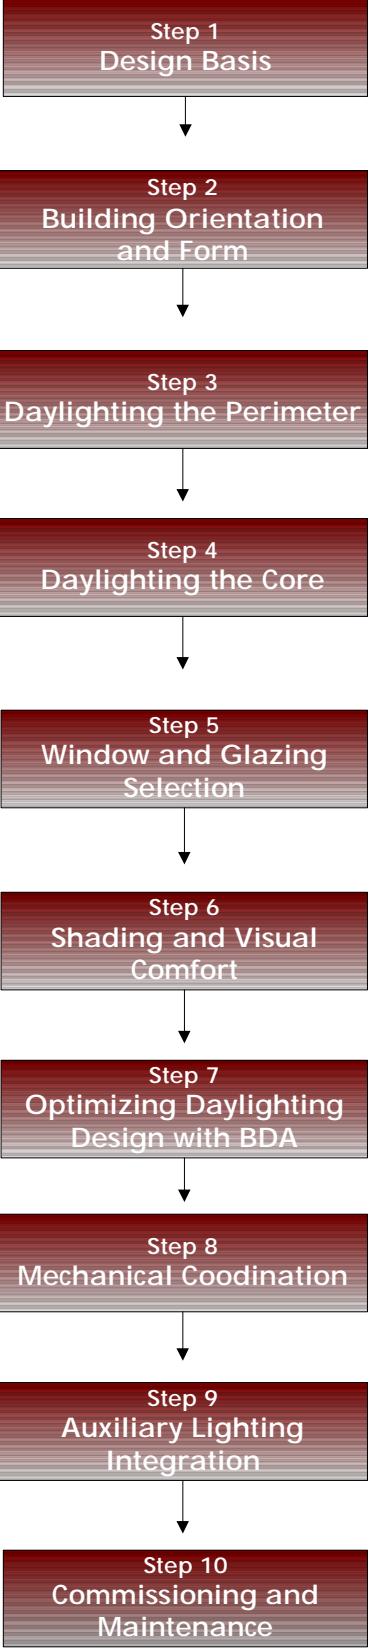 Step 1
Design Basis
Step 2
Building Orientation
and Form
Step 3
Daylighting the Perimeter
Step 4
Daylighting the Core
Step 5
Window and Glazing
Selection
Step 6
Shading and Visual
Comfort
Step 7
Optimizing Daylighting
Design with BDA
Step 8
Mechanical Coodination
Step 9
Auxiliary Lighting
Integration
Step 10
Commissioning and
Maintenance